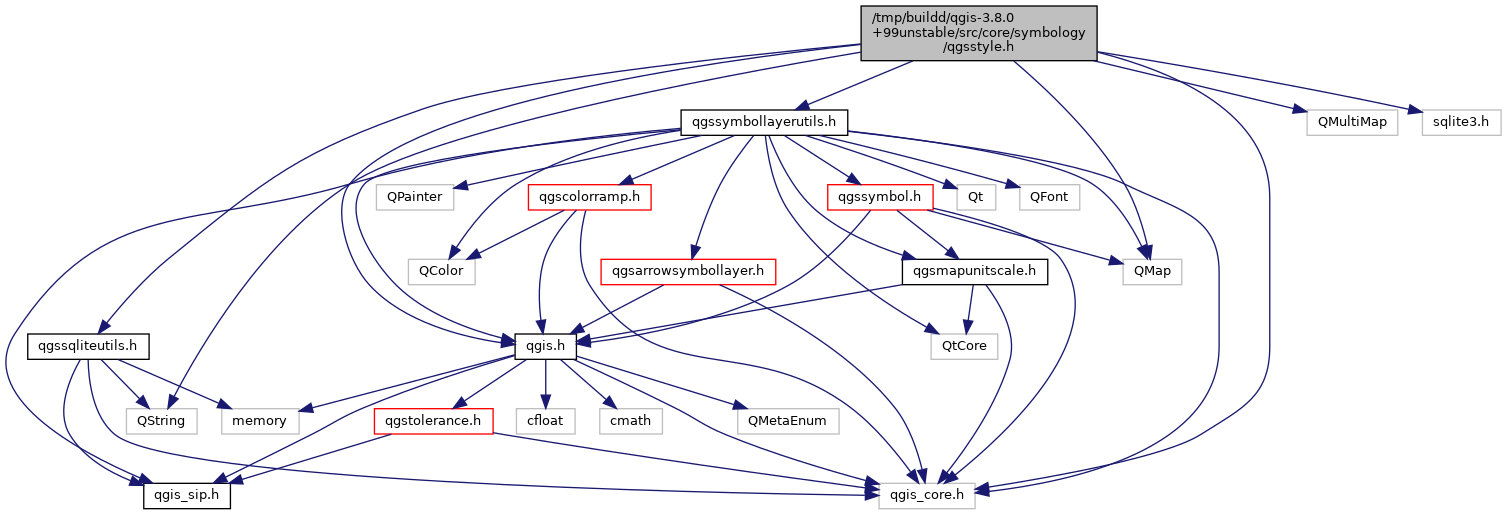 /tmp/buildd/qgis-3.8.0
+99unstable/src/core/symbology
/qgsstyle.h
qgssymbollayerutils.h
QMultiMap
sqlite3.h
QPainter
qgscolorramp.h
qgssymbol.h
Qt
QFont
QColor
qgsarrowsymbollayer.h
qgsmapunitscale.h
QMap
qgssqliteutils.h
qgis.h
QtCore
QString
memory
qgstolerance.h
cfloat
cmath
QMetaEnum
qgis_sip.h
qgis_core.h